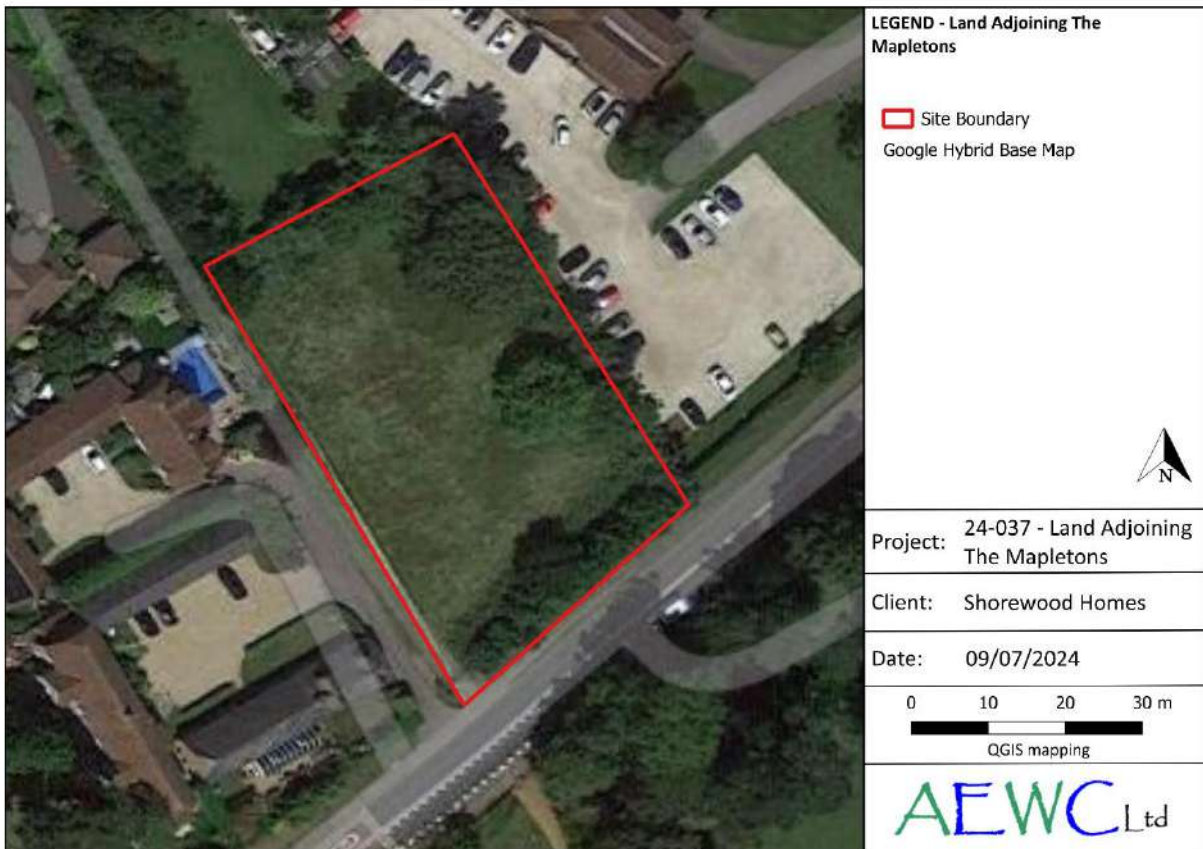 LEGEND - Land Adjoining The
Mapletons
Site Boundary
Google Hybrid Base Map
N
Project: 24-037 - Land Adjoining
The Mapletons
Client: Shorewood Homes
Date: 09/07/2024
0 10 20 30 m
QGIS mapping
AEWC Ltd